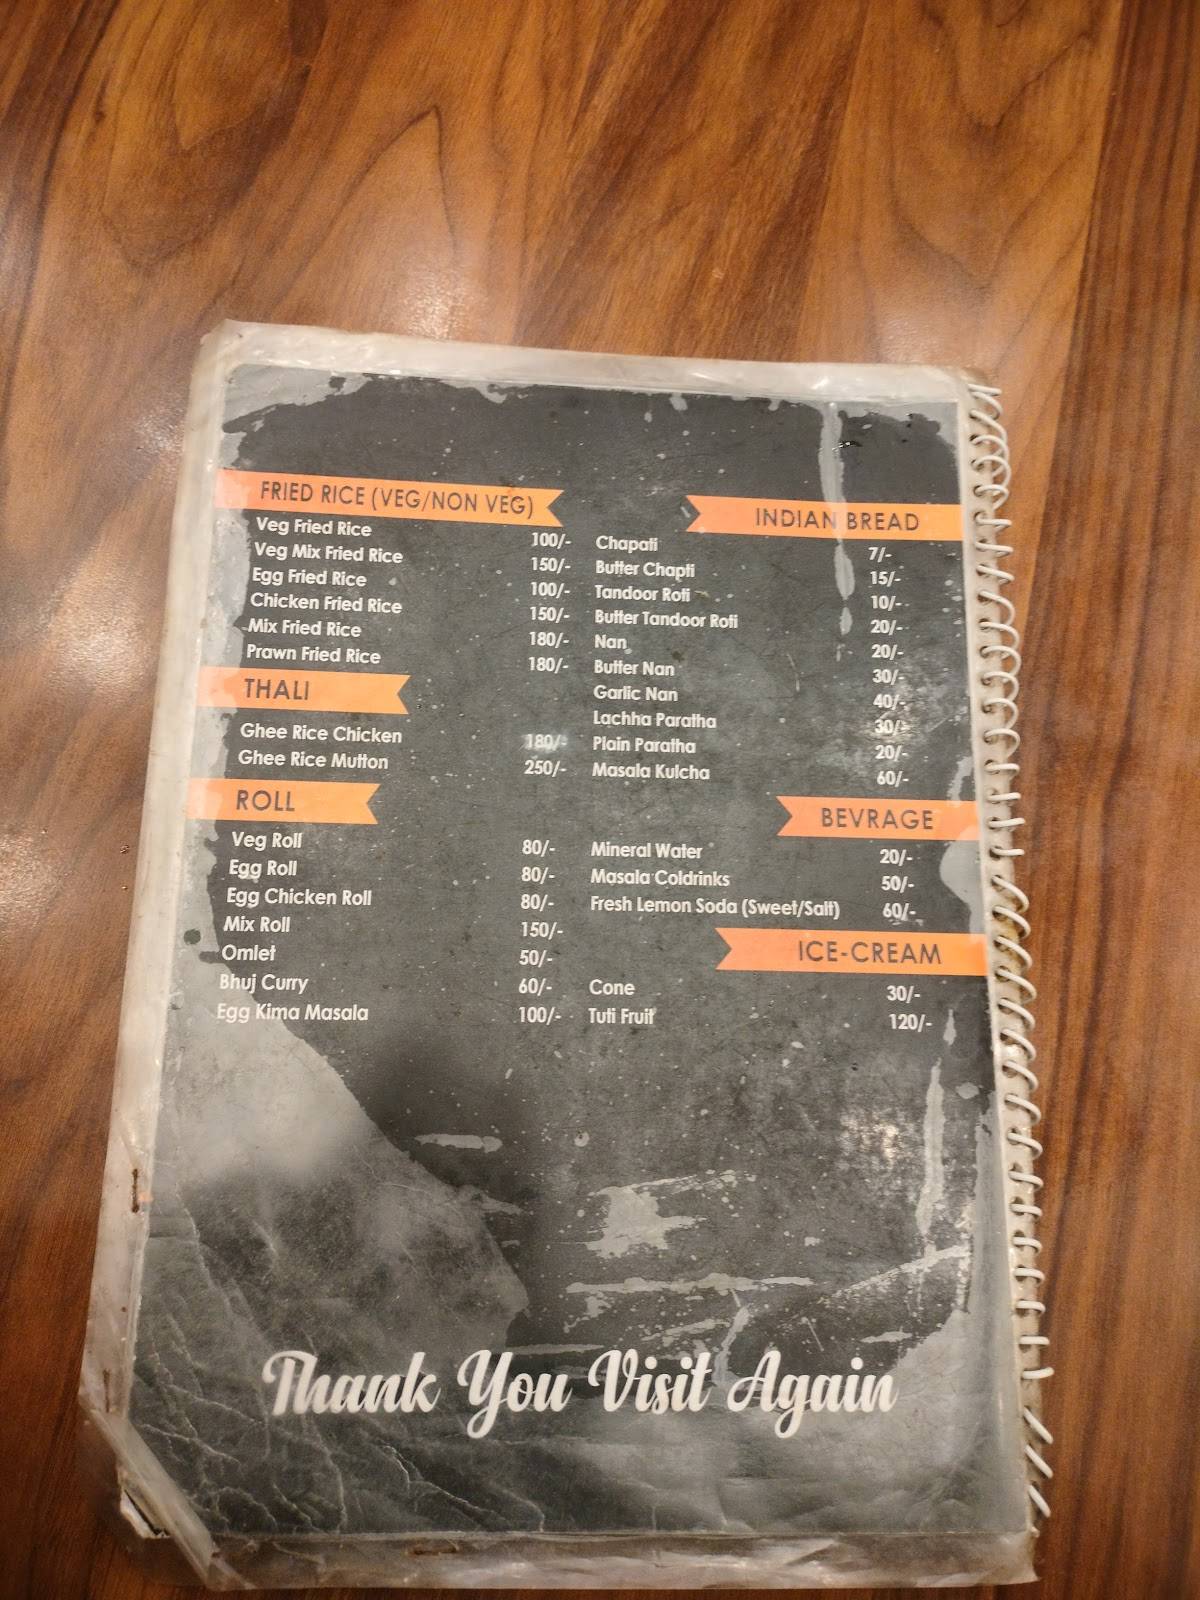 FRIED RICE (VEG/NON VEG)
Veg Fried Rice 100/-
Veg Mix Fried Rice 150/-
Egg Fried Rice 100/-
Chicken Fried Rice 150/-
Mix Fried Rice 180/-
Prawn Fried Rice 180/-
THALI
Ghee Rice Chicken 180/-
Ghee Rice Mutton 250/-
ROLL
Veg Roll 80/-
Egg Roll 80/-
Egg Chicken Roll 80/-
Mix Roll 150/-
Omlet 50/-
Bhuj Curry 60/-
Egg Kima Masala 100/-
INDIAN BREAD
Chapati 7/-
Butter Chapti 15/-
Tandoor Roti 10/-
Butter Tandoor Roti 20/-
Nan 20/-
Butter Nan 30/-
Garlic Nan 40/-
Lachha Paratha 30/-
Plain Paratha 20/-
Masala Kulcha 60/-
BEVRAGE
Mineral Water 20/-
Masala Coldrinks 50/-
Fresh Lemon Soda (Sweet/Salt) 60/-
ICE-CREAM
Cone 30/-
Tuti Fruit 120/-
Thank You Visit Again